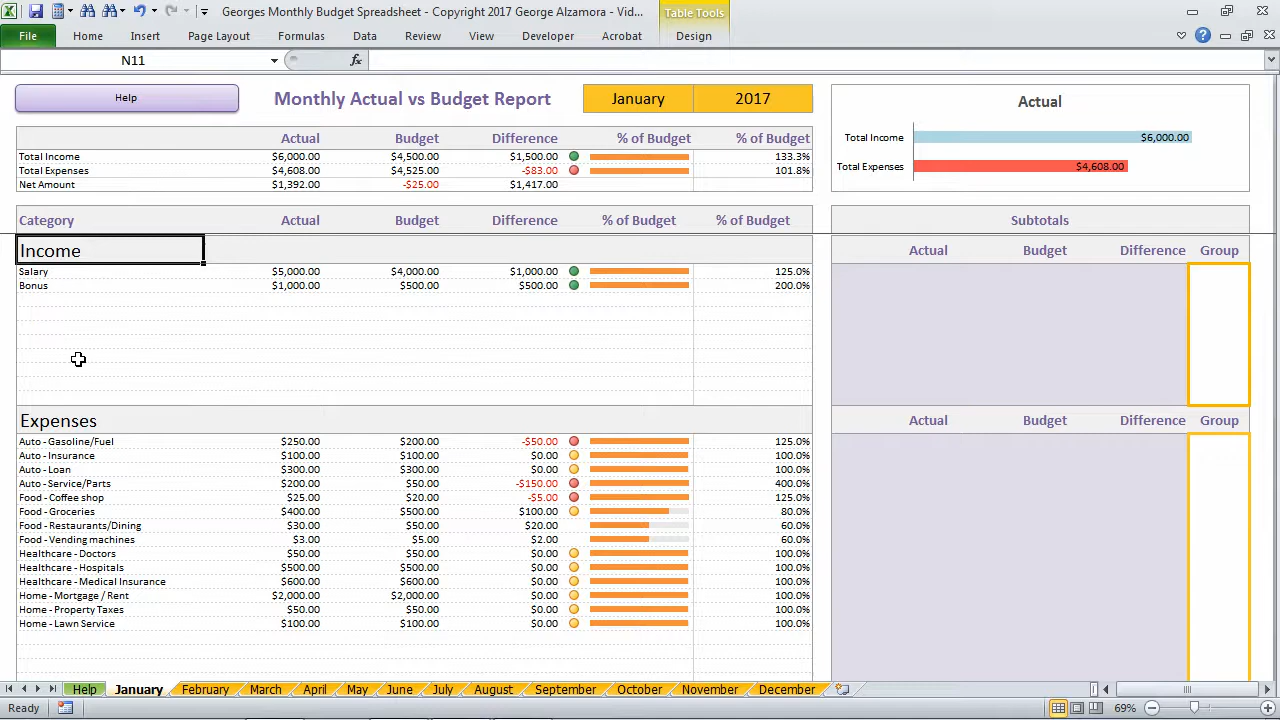 Georges Monthly Budget Spreadsheet - Copyright 2017 George Alzamora - Vid...
Table Tools
File Home Insert Page Layout Formulas Data Review View Developer Acrobat Design
N11 fx
Help
Monthly Actual vs Budget Report
January 2017
Actual Budget Difference % of Budget % of Budget
Total Income $6,000.00 $4,500.00 $1,500.00 133.3%
Total Expenses $4,608.00 $4,525.00 -$83.00 101.8%
Net Amount $1,392.00 -$25.00 $1,417.00
Actual
Total Income $6,000.00
Total Expenses $4,608.00
Category Actual Budget Difference % of Budget % of Budget
Subtotals
Income
Actual Budget Difference Group
Salary $5,000.00 $4,000.00 $1,000.00 125.0%
Bonus $1,000.00 $500.00 $500.00 200.0%
Expenses
Actual Budget Difference Group
Auto - Gasoline/Fuel $250.00 $200.00 -$50.00 125.0%
Auto - Insurance $100.00 $100.00 $0.00 100.0%
Auto - Loan $300.00 $300.00 $0.00 100.0%
Auto - Service/Parts $200.00 $50.00 -$150.00 400.0%
Food - Coffee shop $25.00 $20.00 -$5.00 125.0%
Food - Groceries $400.00 $500.00 $100.00 80.0%
Food - Restaurants/Dining $30.00 $50.00 $20.00 60.0%
Food - Vending machines $3.00 $5.00 $2.00 60.0%
Healthcare - Doctors $50.00 $50.00 $0.00 100.0%
Healthcare - Hospitals $500.00 $500.00 $0.00 100.0%
Healthcare - Medical Insurance $600.00 $600.00 $0.00 100.0%
Home - Mortgage / Rent $2,000.00 $2,000.00 $0.00 100.0%
Home - Property Taxes $50.00 $50.00 $0.00 100.0%
Home - Lawn Service $100.00 $100.00 $0.00 100.0%
Help January February March April May June July August September October November December
Ready 69%